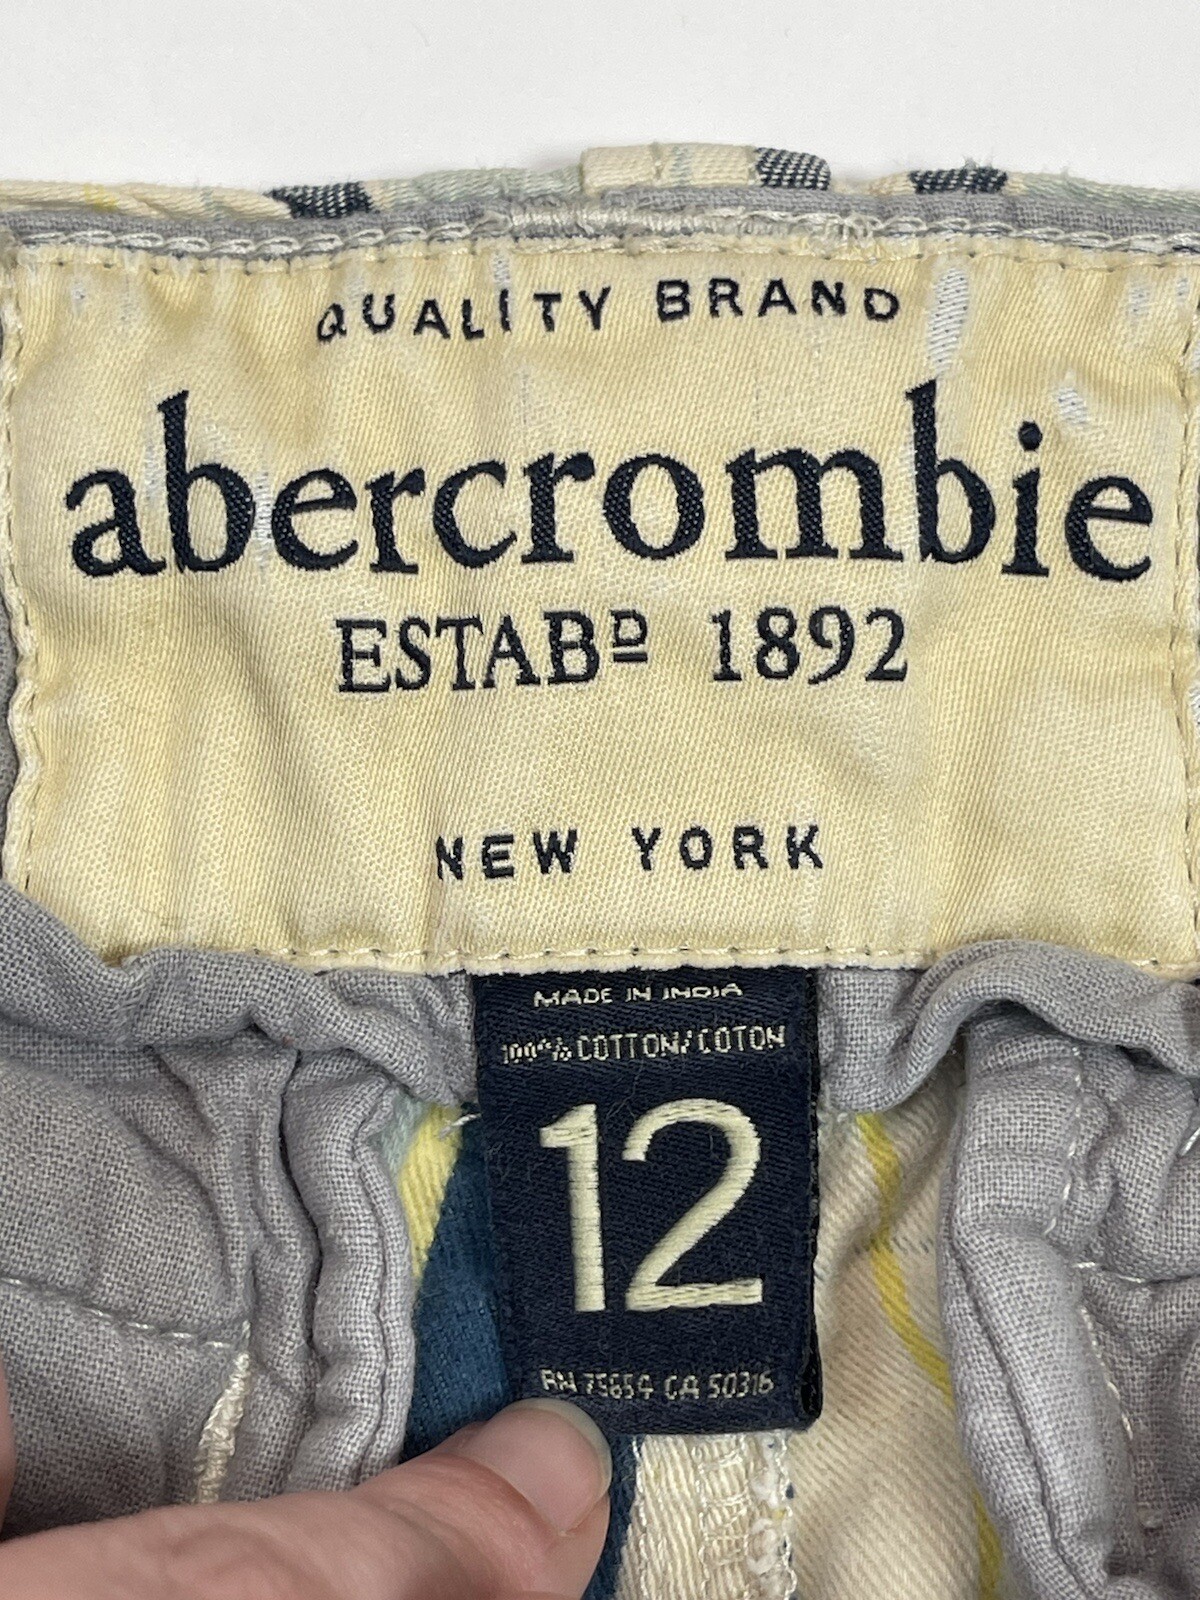 QUALITY BRAND
abercrombie
ESTABD 1892
NEW YORK
MADE IN INDIA
100% COTTON/COTON
12
RN 75654 CA 50316